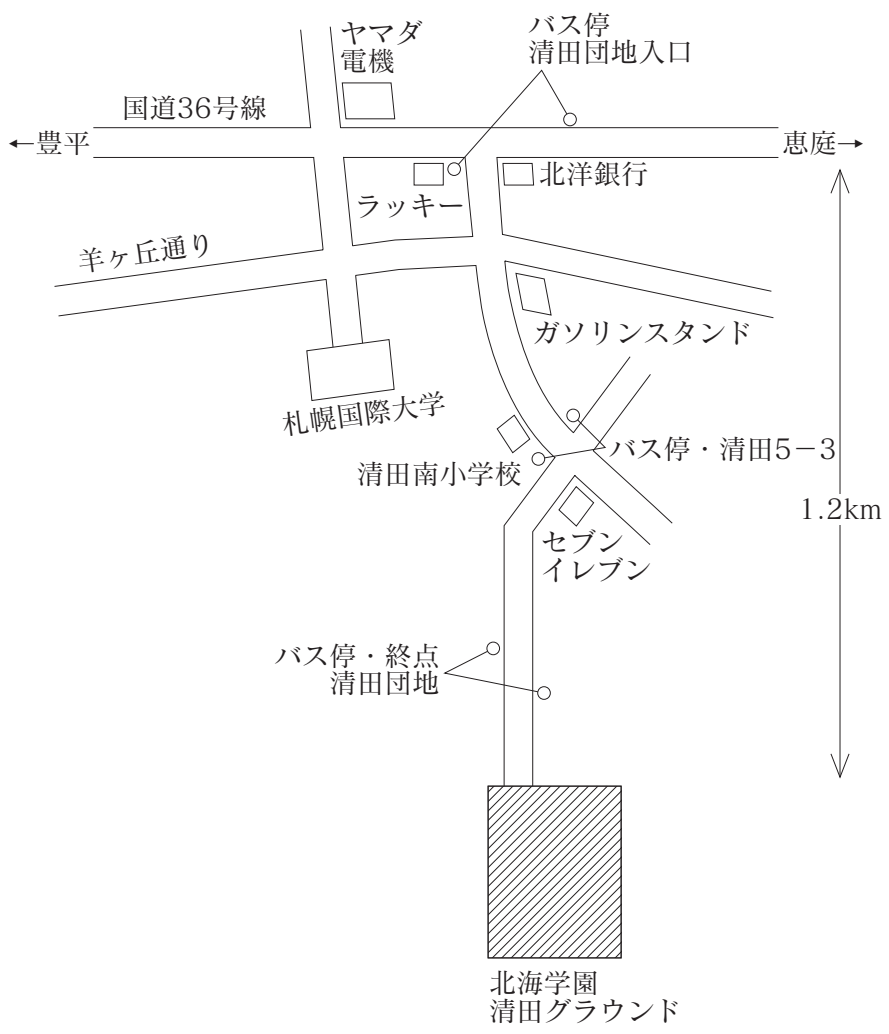 ヤマダ
電機
バス停
清田団地入口
国道36号線
←豊平
恵庭→
ラッキー
北洋銀行
羊ヶ丘通り
ガソリンスタンド
札幌国際大学
清田南小学校
バス停・清田5−3
1.2km
セブン
イレブン
バス停・終点
清田団地
北海学園
清田グラウンド